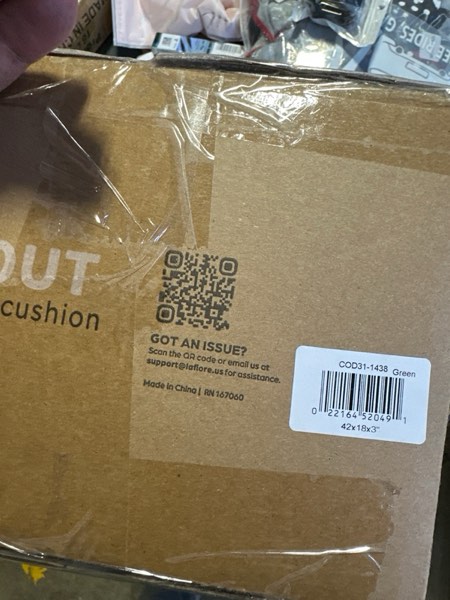 OUT
cushion
GOT AN ISSUE?
Scan the QR code or email us at
support@laflore.us for assistance.
Made in China | RN 167060
COD31-1438 Green
0 22164 52049 1
42x18x3"